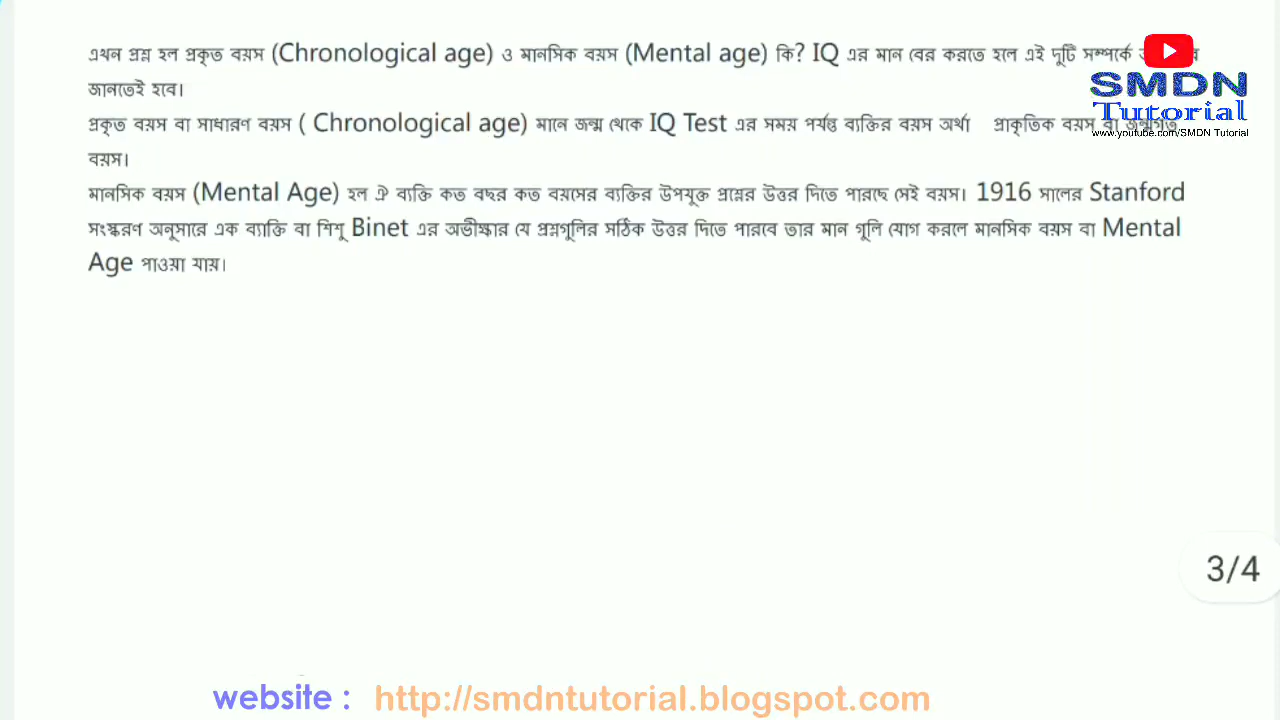 এখন প্রশ্ন হল প্রকৃত বয়স (Chronological age) ও মানসিক বয়স (Mental age) কি? IQ এর মান বের করতে হলে এই দুটি সম্পর্কে
জানতেই হবে।
প্রকৃত বয়স বা সাধারণ বয়স ( Chronological age) মানে জন্ম থেকে IQ Test এর সময় পর্যন্ত ব্যক্তির বয়স অর্থা প্রাকৃতিক বয়স বা জন্মগত
বয়স।
মানসিক বয়স (Mental Age) হল ঐ ব্যক্তি কত বছর কত বয়সের ব্যক্তির উপযুক্ত প্রশ্নের উত্তর দিতে পারছে সেই বয়স। 1916 সালের Stanford
সংস্করণ অনুসারে এক ব্যাক্তি বা শিশু Binet এর অভীক্ষার যে প্রশ্নগুলির সঠিক উত্তর দিতে পারবে তার মান গুলি যোগ করলে মানসিক বয়স বা Mental
Age পাওয়া যায়।
SMDN
Tutorial
www.youtube.com/SMDN Tutorial
3/4
website : http://smdntutorial.blogspot.com